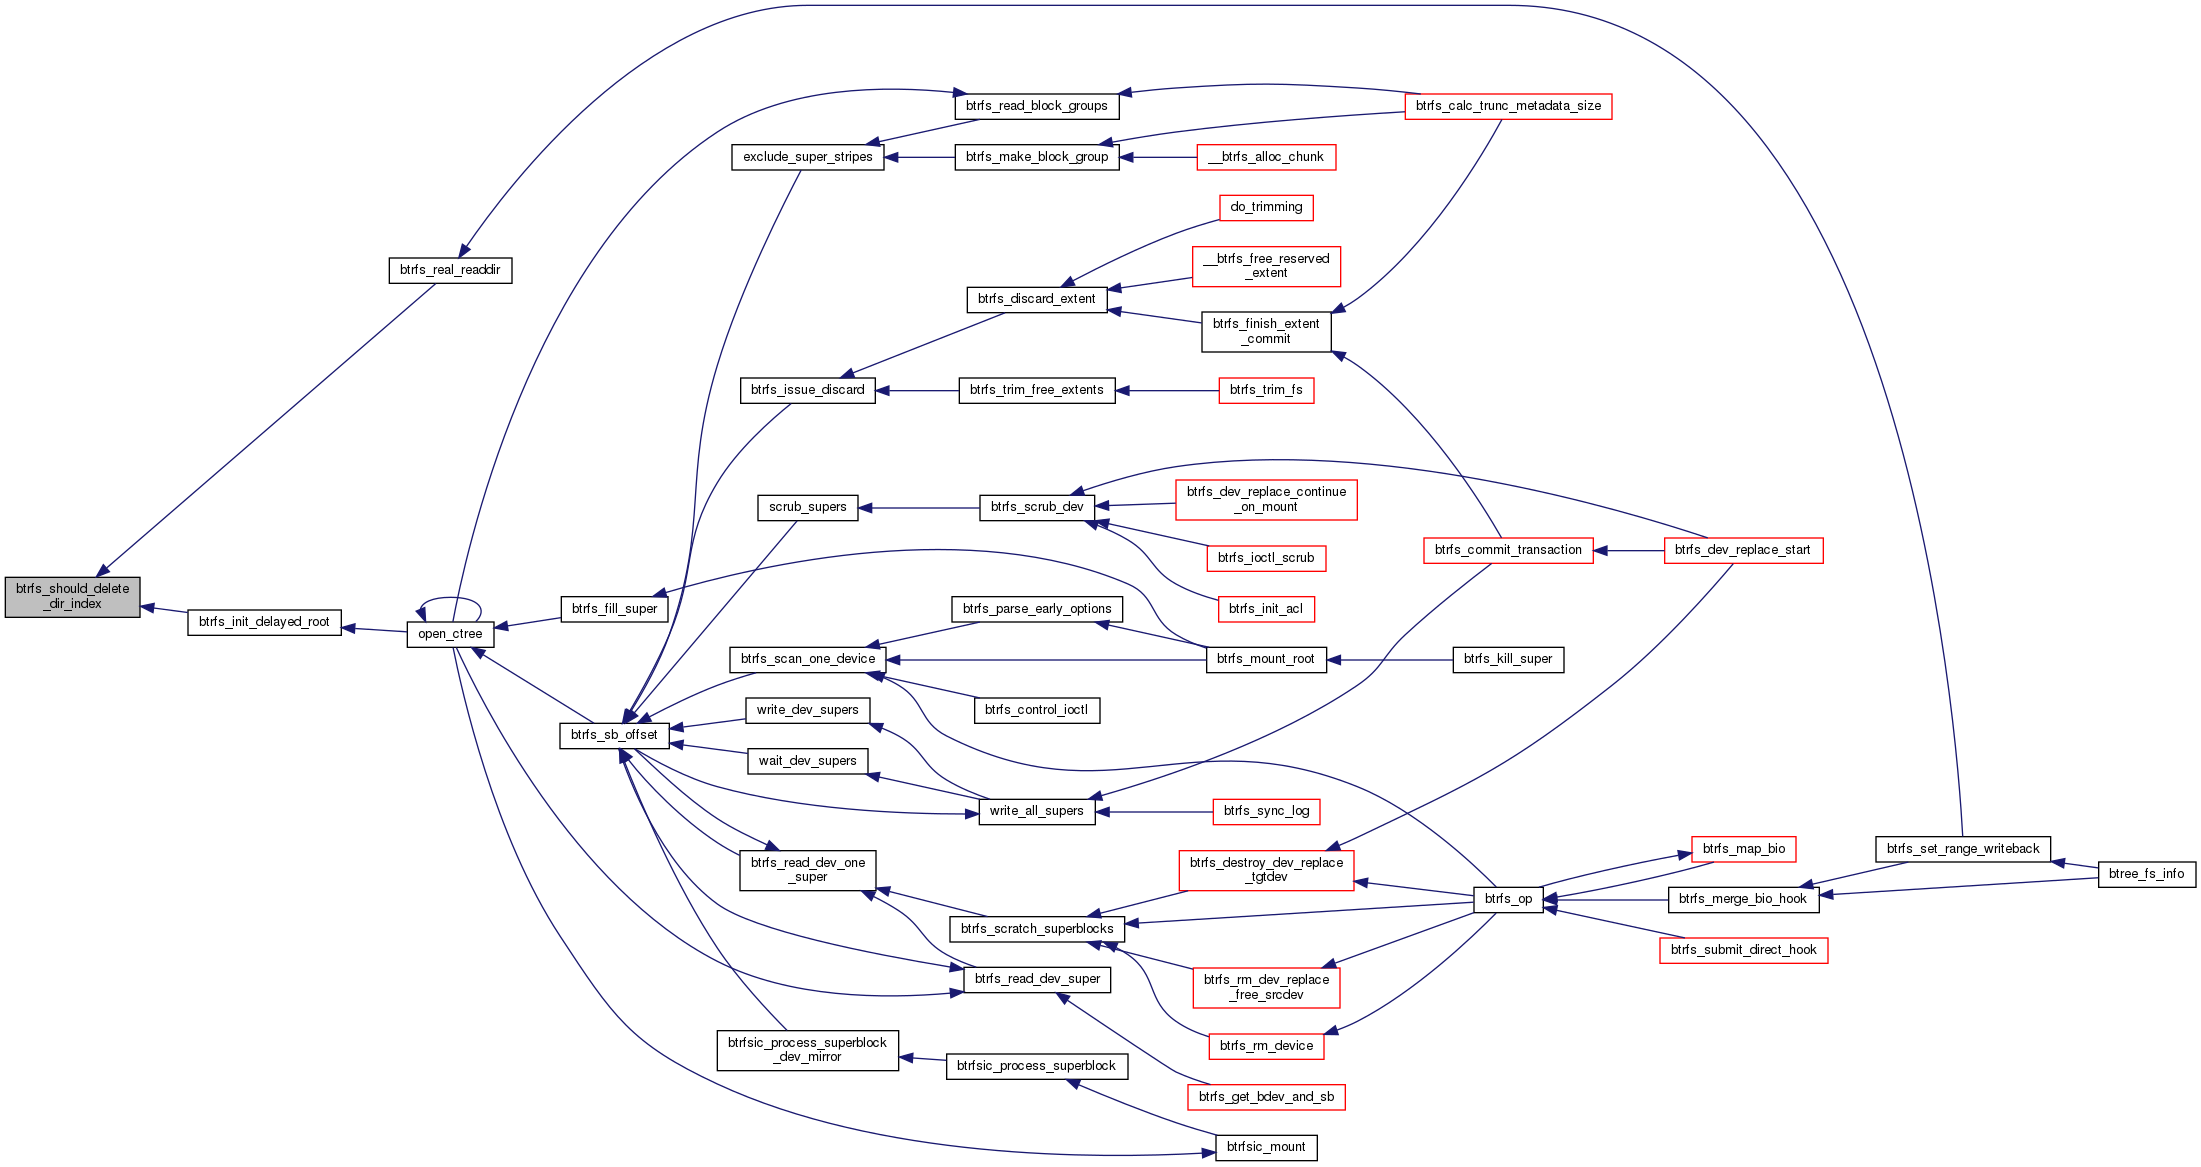 btrfs_should_delete
_dir_index
btrfs_real_readdir
btrfs_init_delayed_root
open_ctree
btrfs_fill_super
btrfs_sb_offset
exclude_super_stripes
btrfs_issue_discard
scrub_supers
btrfs_scan_one_device
write_dev_supers
wait_dev_supers
btrfs_read_dev_one
_super
btrfsic_process_superblock
_dev_mirror
btrfs_read_block_groups
btrfs_make_block_group
btrfs_discard_extent
btrfs_trim_free_extents
btrfs_scrub_dev
btrfs_parse_early_options
btrfs_control_ioctl
write_all_supers
btrfs_scratch_superblocks
btrfs_read_dev_super
btrfsic_process_superblock
__btrfs_alloc_chunk
do_trimming
__btrfs_free_reserved
_extent
btrfs_finish_extent
_commit
btrfs_trim_fs
btrfs_dev_replace_continue
_on_mount
btrfs_ioctl_scrub
btrfs_init_acl
btrfs_mount_root
btrfs_sync_log
btrfs_destroy_dev_replace
_tgtdev
btrfs_rm_dev_replace
_free_srcdev
btrfs_rm_device
btrfs_get_bdev_and_sb
btrfsic_mount
btrfs_calc_trunc_metadata_size
btrfs_commit_transaction
btrfs_kill_super
btrfs_op
btrfs_dev_replace_start
btrfs_map_bio
btrfs_merge_bio_hook
btrfs_submit_direct_hook
btrfs_set_range_writeback
btree_fs_info